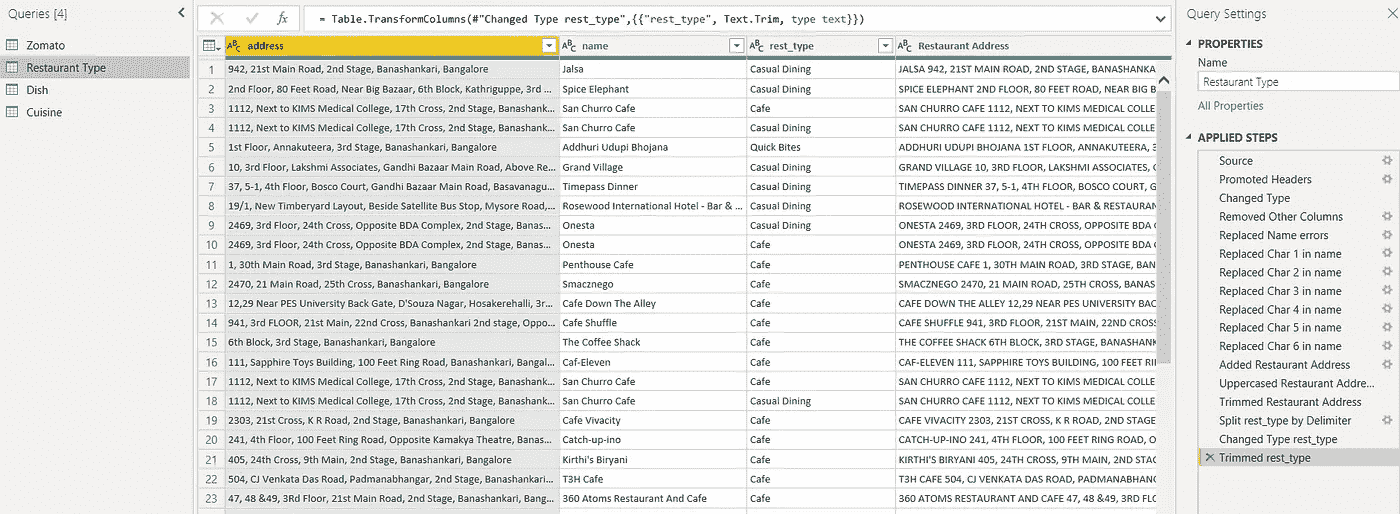 Queries [4]
Zomato
Restaurant Type
Dish
Cuisine
fx = Table.TransformColumns(#"Changed Type rest_type",{{"rest_type", Text.Trim, type text}})
ABC address ABC name ABC rest_type ABC Restaurant Address
1 942, 21st Main Road, 2nd Stage, Banashankari, Bangalore Jalsa Casual Dining JALSA 942, 21ST MAIN ROAD, 2ND STAGE, BANASHANKA
2 2nd Floor, 80 Feet Road, Near Big Bazaar, 6th Block, Kathriguppe, 3rd ... Spice Elephant Casual Dining SPICE ELEPHANT 2ND FLOOR, 80 FEET ROAD, NEAR BIG B
3 1112, Next to KIMS Medical College, 17th Cross, 2nd Stage, Banashank... San Churro Cafe Cafe SAN CHURRO CAFE 1112, NEXT TO KIMS MEDICAL COLLE
4 1112, Next to KIMS Medical College, 17th Cross, 2nd Stage, Banashank... San Churro Cafe Casual Dining SAN CHURRO CAFE 1112, NEXT TO KIMS MEDICAL COLLE
5 1st Floor, Annakuteera, 3rd Stage, Banashankari, Bangalore Addhuri Udupi Bhojana Quick Bites ADDHURI UDUPI BHOJANA 1ST FLOOR, ANNAKUTEERA, 3
6 10, 3rd Floor, Lakshmi Associates, Gandhi Bazaar Main Road, Above Re... Grand Village Casual Dining GRAND VILLAGE 10, 3RD FLOOR, LAKSHMI ASSOCIATES, G
7 37, 5-1, 4th Floor, Bosco Court, Gandhi Bazaar Main Road, Basavanagu... Timepass Dinner Casual Dining TIMEPASS DINNER 37, 5-1, 4TH FLOOR, BOSCO COURT, G
8 19/1, New Timberyard Layout, Beside Satellite Bus Stop, Mysore Road,... Rosewood International Hotel - Bar & ... Casual Dining ROSEWOOD INTERNATIONAL HOTEL - BAR & RESTAURAN
9 2469, 3rd Floor, 24th Cross, Opposite BDA Complex, 2nd Stage, Banas... Onesta Casual Dining ONESTA 2469, 3RD FLOOR, 24TH CROSS, OPPOSITE BDA C
10 2469, 3rd Floor, 24th Cross, Opposite BDA Complex, 2nd Stage, Banas... Onesta Cafe ONESTA 2469, 3RD FLOOR, 24TH CROSS, OPPOSITE BDA C
11 1, 30th Main Road, 3rd Stage, Banashankari, Bangalore Penthouse Cafe Cafe PENTHOUSE CAFE 1, 30TH MAIN ROAD, 3RD STAGE, BAN
12 2470, 21 Main Road, 25th Cross, Banashankari, Bangalore Smacznego Cafe SMACZNEGO 2470, 21 MAIN ROAD, 25TH CROSS, BANAS
13 12,29 Near PES University Back Gate, D'Souza Nagar, Hosakerehalli, 3r... Cafe Down The Alley Cafe CAFE DOWN THE ALLEY 12,29 NEAR PES UNIVERSITY BAC
14 941, 3rd FLOOR, 21st Main, 22nd Cross, Banashankari 2nd stage, Oppo... Cafe Shuffle Cafe CAFE SHUFFLE 941, 3RD FLOOR, 21ST MAIN, 22ND CROSS
15 6th Block, 3rd Stage, Banashankari, Bangalore The Coffee Shack Cafe THE COFFEE SHACK 6TH BLOCK, 3RD STAGE, BANASHANK
16 111, Sapphire Toys Building, 100 Feet Ring Road, Banashankari, Bangal... Caf-Eleven Cafe CAF-ELEVEN 111, SAPPHIRE TOYS BUILDING, 100 FEET RIN
17 1112, Next to KIMS Medical College, 17th Cross, 2nd Stage, Banashank... San Churro Cafe Cafe SAN CHURRO CAFE 1112, NEXT TO KIMS MEDICAL COLLE
18 1112, Next to KIMS Medical College, 17th Cross, 2nd Stage, Banashank... San Churro Cafe Casual Dining SAN CHURRO CAFE 1112, NEXT TO KIMS MEDICAL COLLE
19 2303, 21st Cross, K R Road, 2nd Stage, Banashankari, Bangalore Cafe Vivacity Cafe CAFE VIVACITY 2303, 21ST CROSS, K R ROAD, 2ND STAGE
20 241, 4th Floor, 100 Feet Ring Road, Opposite Kamakya Theatre, Banas... Catch-up-ino Cafe CATCH-UP-INO 241, 4TH FLOOR, 100 FEET RING ROAD, O
21 405, 24th Cross, 9th Main, 2nd Stage, Banashankari, Bangalore Kirthi's Biryani Cafe KIRTHI'S BIRYANI 405, 24TH CROSS, 9TH MAIN, 2ND STAG
22 504, CJ Venkata Das Road, Padmanabhangar, 2nd Stage, Banashankari... T3H Cafe Cafe T3H CAFE 504, CJ VENKATA DAS ROAD, PADMANABHANG
23 47, 48 &49, 3rd Floor, 21st Main Road, 2nd Stage, Banashankari, Bang... 360 Atoms Restaurant And Cafe Cafe 360 ATOMS RESTAURANT AND CAFE 47, 48 &49, 3RD FLO
Query Settings
PROPERTIES
Name
Restaurant Type
All Properties
APPLIED STEPS
Source
Promoted Headers
Changed Type
Removed Other Columns
Replaced Name errors
Replaced Char 1 in name
Replaced Char 2 in name
Replaced Char 3 in name
Replaced Char 4 in name
Replaced Char 5 in name
Replaced Char 6 in name
Added Restaurant Address
Uppercased Restaurant Addre...
Trimmed Restaurant Address
Split rest_type by Delimiter
Changed Type rest_type
Trimmed rest_type